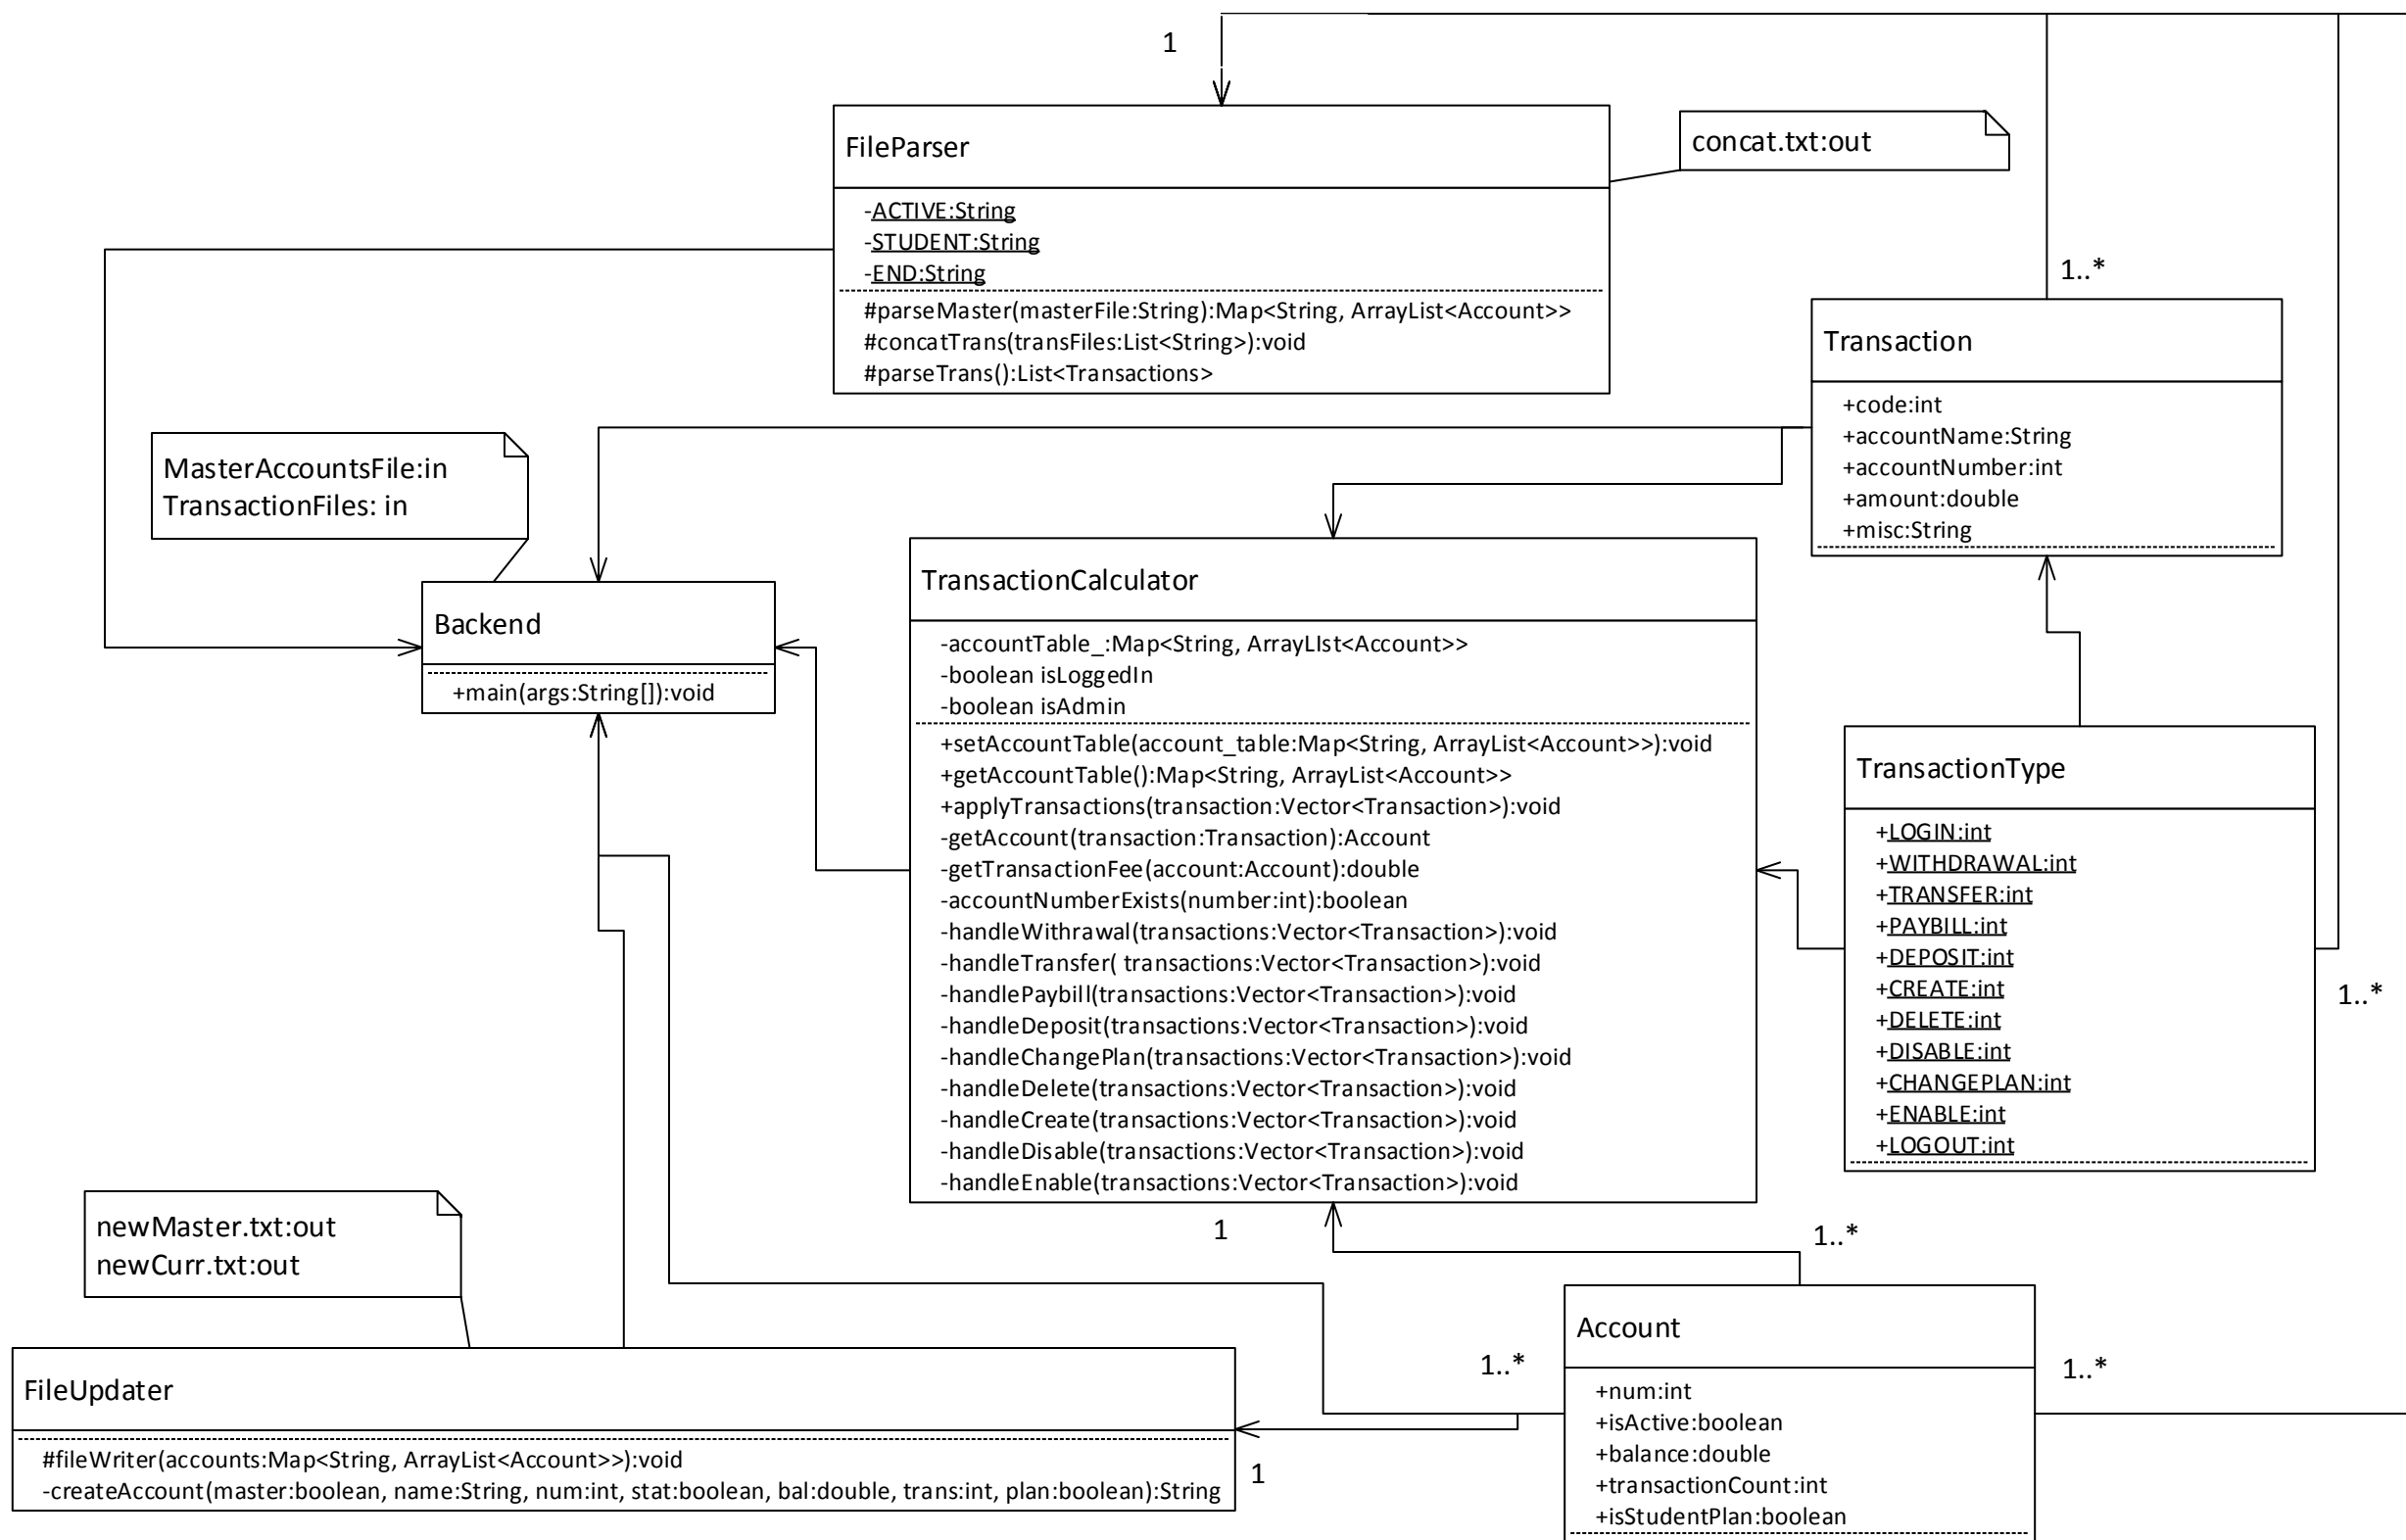 1
FileParser
-ACTIVE:String
-STUDENT:String
-END:String
#parseMaster(masterFile:String):Map<String, ArrayList<Account>>
#concatTrans(transFiles:List<String>):void
#parseTrans():List<Transactions>
concat.txt:out
1..*
Transaction
+code:int
+accountName:String
+accountNumber:int
+amount:double
+misc:String
MasterAccountsFile:in
TransactionFiles: in
Backend
+main(args:String[]):void
TransactionCalculator
-accountTable_:Map<String, ArrayLIst<Account>>
-boolean isLoggedIn
-boolean isAdmin
+setAccountTable(account_table:Map<String, ArrayList<Account>>):void
+getAccountTable():Map<String, ArrayList<Account>>
+applyTransactions(transaction:Vector<Transaction>):void
-getAccount(transaction:Transaction):Account
-getTransactionFee(account:Account):double
-accountNumberExists(number:int):boolean
-handleWithrawal(transactions:Vector<Transaction>):void
-handleTransfer( transactions:Vector<Transaction>):void
-handlePaybill(transactions:Vector<Transaction>):void
-handleDeposit(transactions:Vector<Transaction>):void
-handleChangePlan(transactions:Vector<Transaction>):void
-handleDelete(transactions:Vector<Transaction>):void
-handleCreate(transactions:Vector<Transaction>):void
-handleDisable(transactions:Vector<Transaction>):void
-handleEnable(transactions:Vector<Transaction>):void
TransactionType
+LOGIN:int
+WITHDRAWAL:int
+TRANSFER:int
+PAYBILL:int
+DEPOSIT:int
+CREATE:int
+DELETE:int
+DISABLE:int
+CHANGEPLAN:int
+ENABLE:int
+LOGOUT:int
1..*
newMaster.txt:out
newCurr.txt:out
1
1..*
FileUpdater
#fileWriter(accounts:Map<String, ArrayList<Account>>):void
-createAccount(master:boolean, name:String, num:int, stat:boolean, bal:double, trans:int, plan:boolean):String
1
1..*
Account
+num:int
+isActive:boolean
+balance:double
+transactionCount:int
+isStudentPlan:boolean
1..*